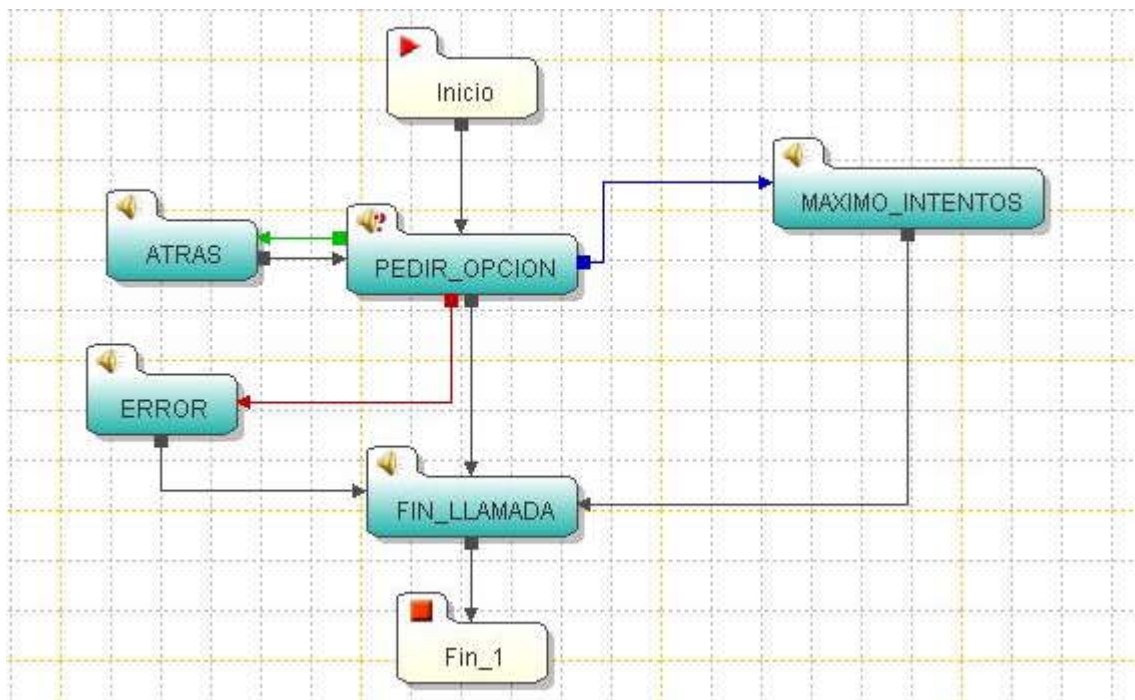 Inicio
MAXIMO_INTENTOS
ATRAS
PEDIR_OPCION
ERROR
FIN_LLAMADA
Fin_1